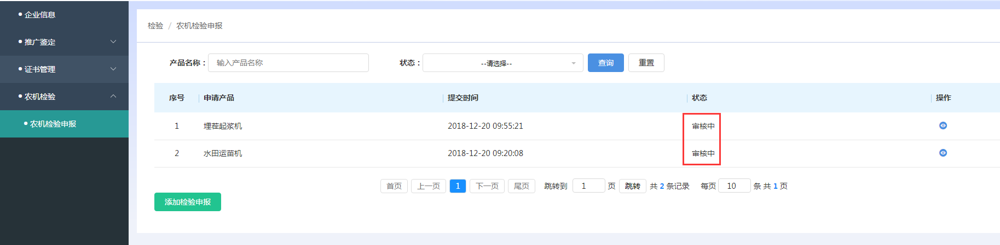 企业信息
推广鉴定
证书管理
农机检验
农机检验申报
检验 / 农机检验申报
产品名称： 输入产品名称 状态： --请选择-- 查询 重置
序号 申请产品 提交时间 状态 操作
1 埋茬起浆机 2018-12-20 09:55:21 审核中
2 水田运苗机 2018-12-20 09:20:08 审核中
首页 上一页 1 下一页 尾页 跳转到 1 页 跳转 共 2 条记录 每页 10 条 共 1 页
添加检验申报